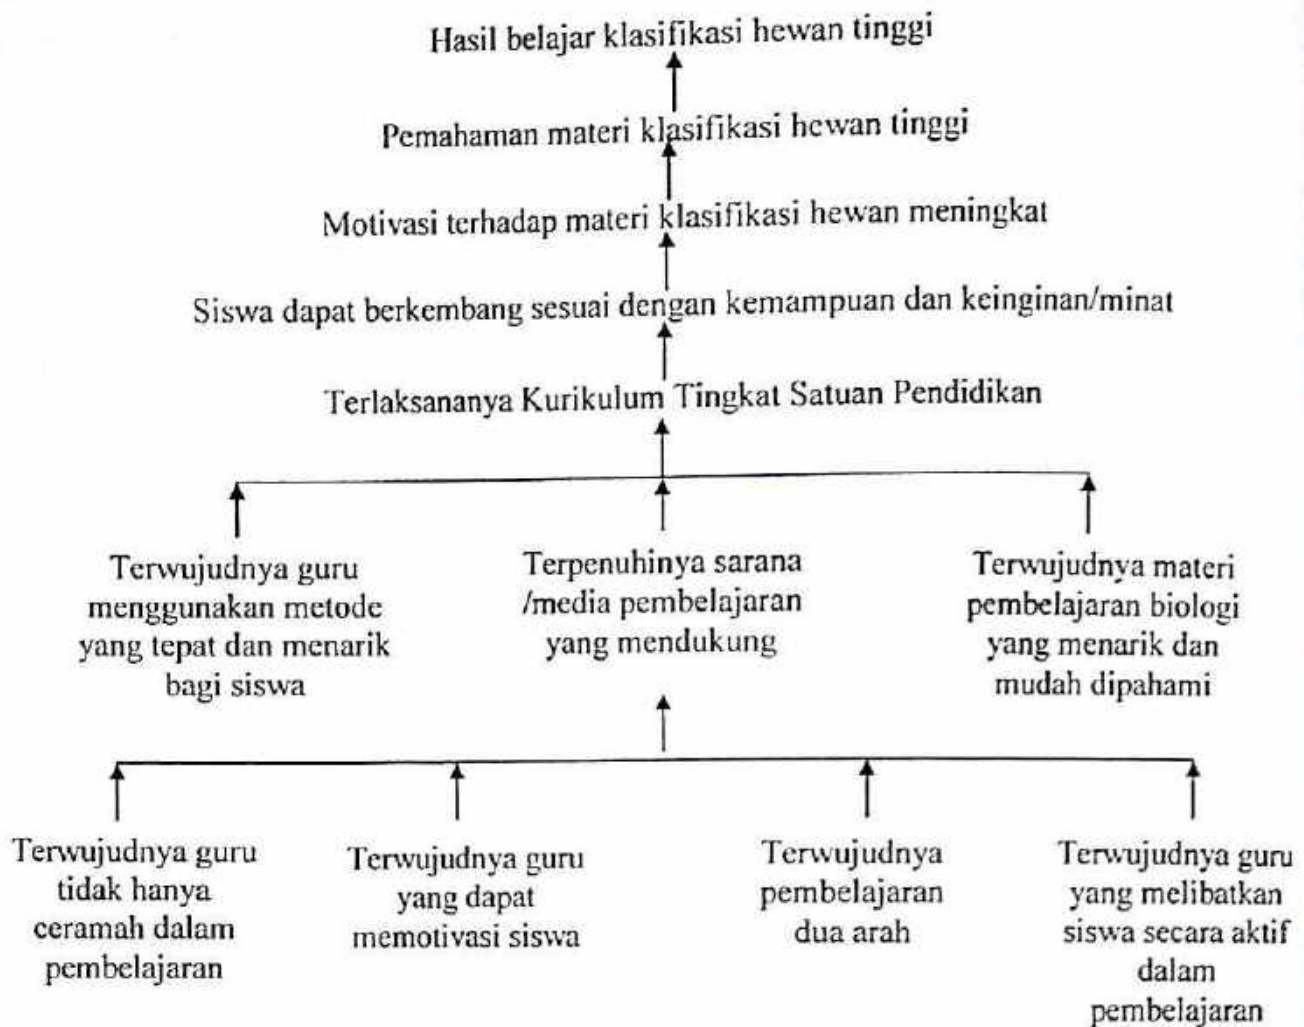 Hasil belajar klasifikasi hewan tinggi
Pemahaman materi klasifikasi hewan tinggi
Motivasi terhadap materi klasifikasi hewan meningkat
Siswa dapat berkembang sesuai dengan kemampuan dan keinginan/minat
Terlaksananya Kurikulum Tingkat Satuan Pendidikan
Terwujudnya guru
menggunakan metode
yang tepat dan menarik
bagi siswa
Terpenuhinya sarana
/media pembelajaran
yang mendukung
Terwujudnya materi
pembelajaran biologi
yang menarik dan
mudah dipahami
Terwujudnya guru
tidak hanya
ceramah dalam
pembelajaran
Terwujudnya guru
yang dapat
memotivasi siswa
Terwujudnya
pembelajaran
dua arah
Terwujudnya guru
yang melibatkan
siswa secara aktif
dalam
pembelajaran